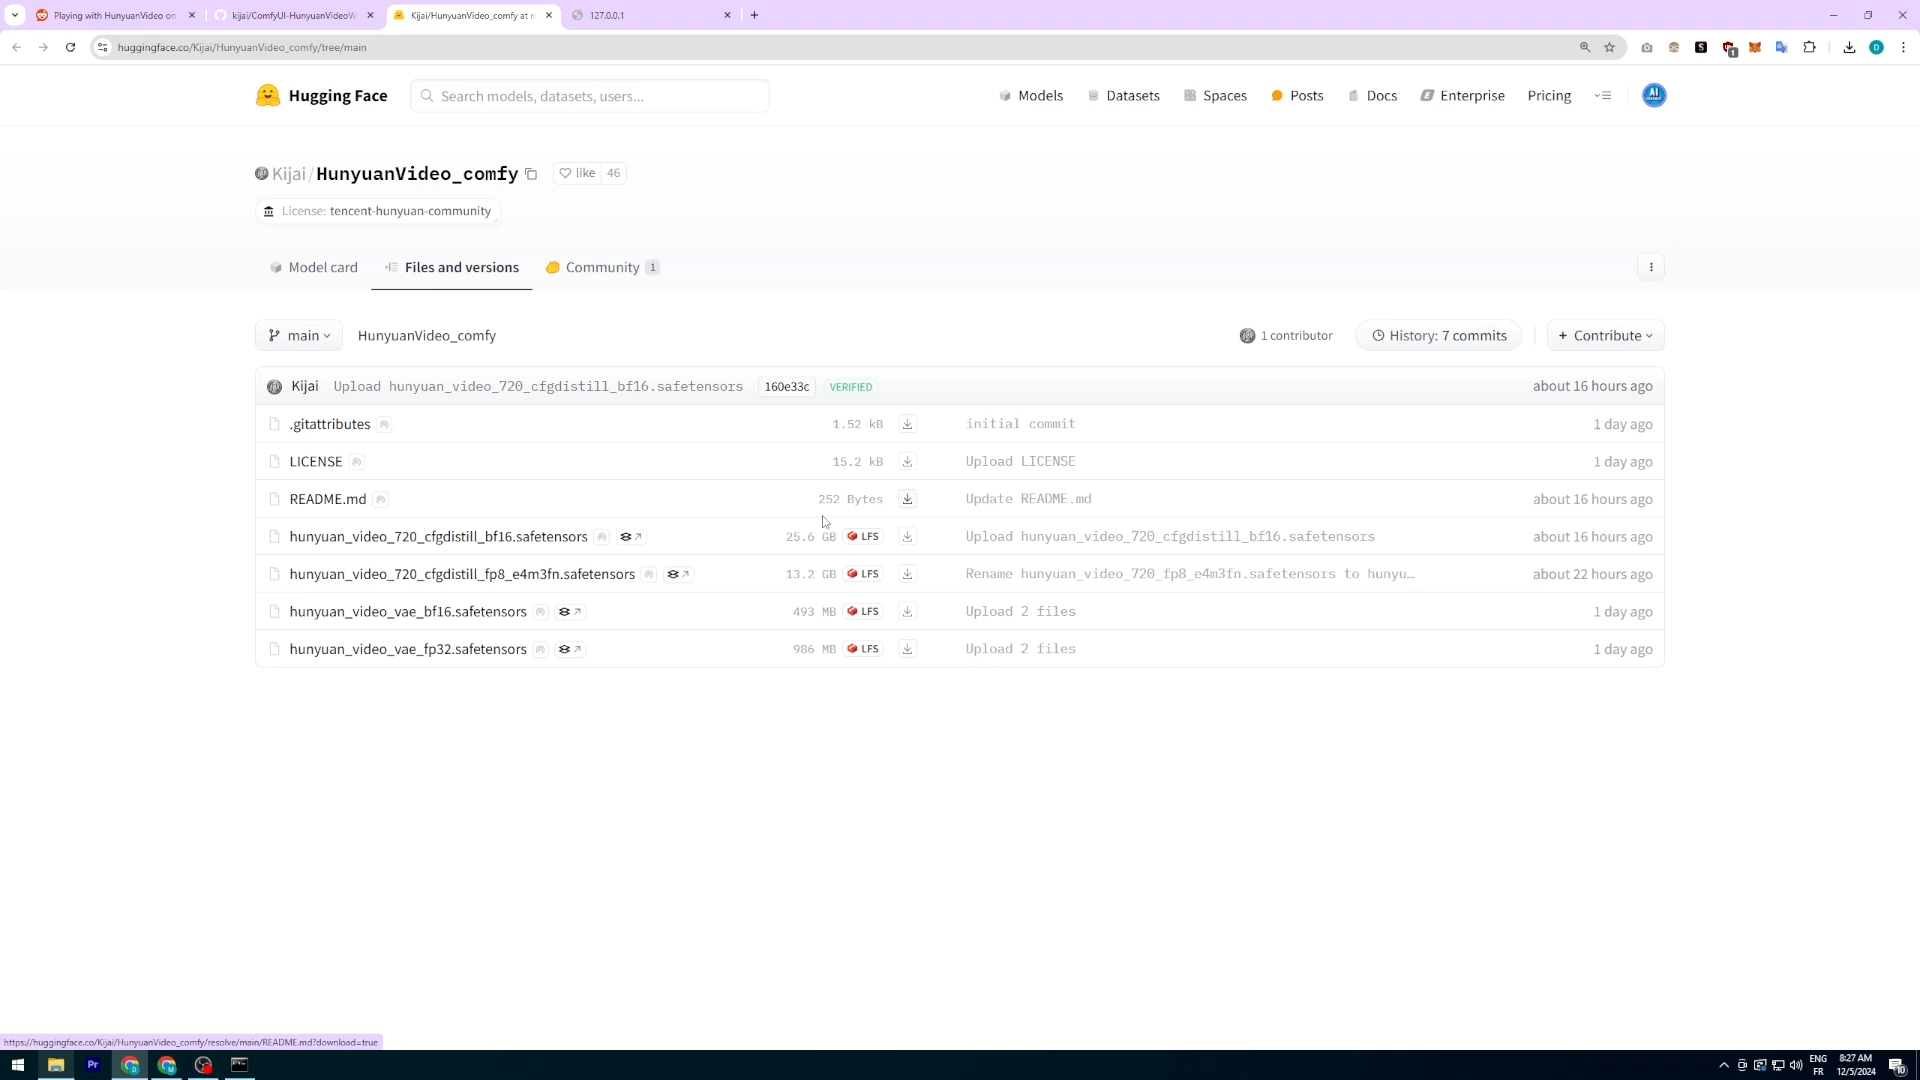 Playing with HunyuanVideo on
kijai/ComfyUI-HunyuanVideoW
Kijai/HunyuanVideo_comfy at m
127.0.0.1
huggingface.co/Kijai/HunyuanVideo_comfy/tree/main
Hugging Face
Search models, datasets, users...
Models
Datasets
Spaces
Posts
Docs
Enterprise
Pricing
Kijai/HunyuanVideo_comfy
like 46
License: tencent-hunyuan-community
Model card
Files and versions
Community 1
main
HunyuanVideo_comfy
1 contributor
History: 7 commits
+ Contribute
Kijai Upload hunyuan_video_720_cfgdistill_bf16.safetensors 160e33c VERIFIED about 16 hours ago
.gitattributes 1.52 kB initial commit 1 day ago
LICENSE 15.2 kB Upload LICENSE 1 day ago
README.md 252 Bytes Update README.md about 16 hours ago
hunyuan_video_720_cfgdistill_bf16.safetensors 25.6 GB LFS Upload hunyuan_video_720_cfgdistill_bf16.safetensors about 16 hours ago
hunyuan_video_720_cfgdistill_fp8_e4m3fn.safetensors 13.2 GB LFS Rename hunyuan_video_720_fp8_e4m3fn.safetensors to hunyu… about 22 hours ago
hunyuan_video_vae_bf16.safetensors 493 MB LFS Upload 2 files 1 day ago
hunyuan_video_vae_fp32.safetensors 986 MB LFS Upload 2 files 1 day ago
https://huggingface.co/Kijai/HunyuanVideo_comfy/resolve/main/README.md?download=true
Pr
ENG 8:27 AM
FR 12/5/2024
10